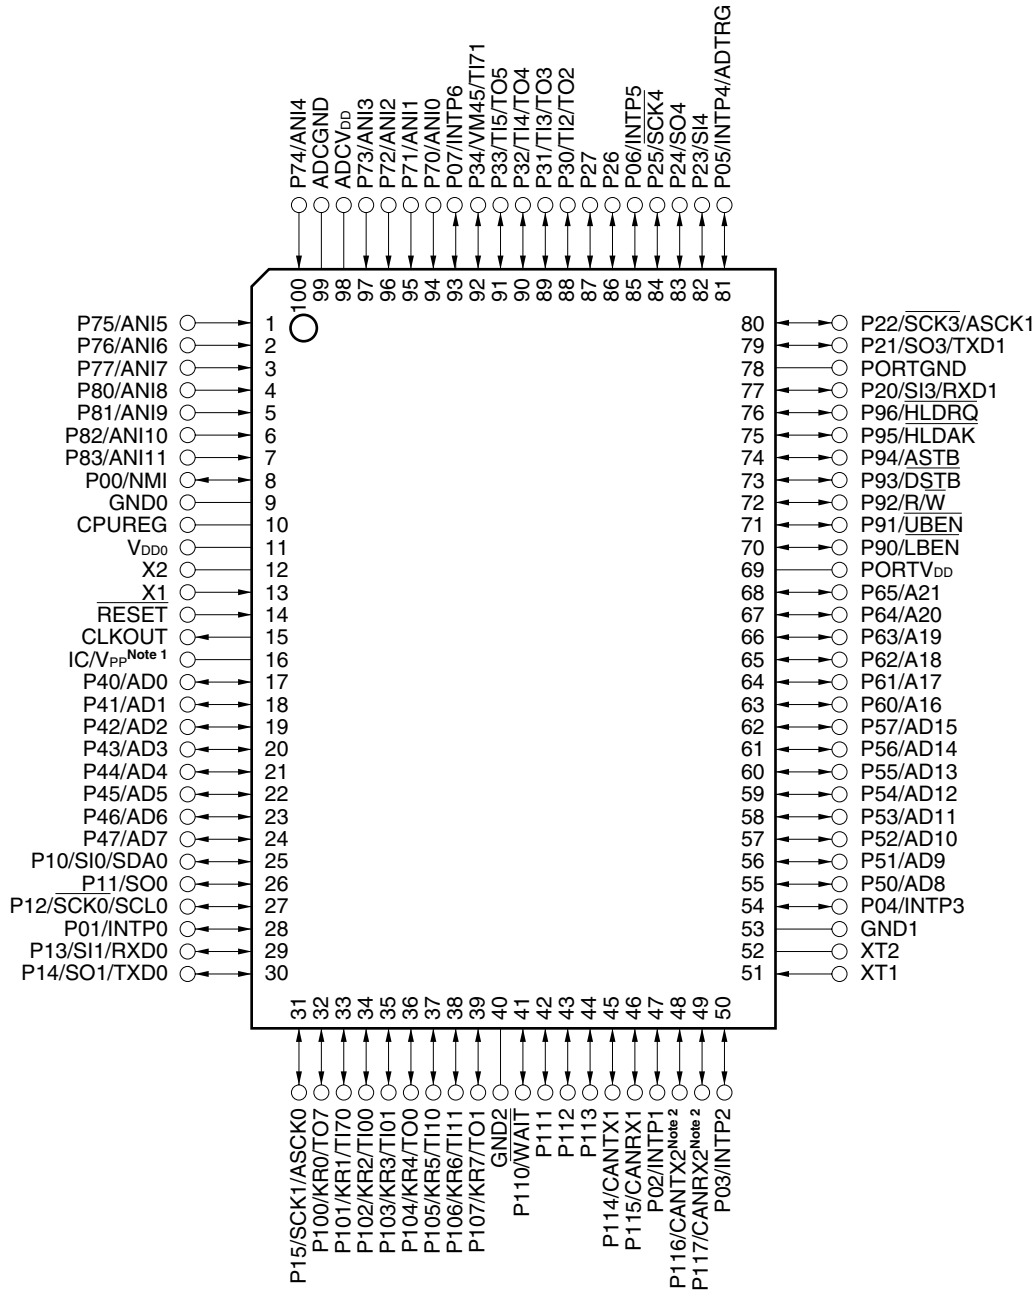 P74/ANI4
ADCGND
ADCVDD
P73/ANI3
P72/ANI2
P71/ANI1
P70/ANI0
P07/INTP6
P34/VM45/TI71
P33/TI5/TO5
P32/TI4/TO4
P31/TI3/TO3
P30/TI2/TO2
P27
P26
P06/INTP5
P25/SCK4
P24/SO4
P23/SI4
P05/INTP4/ADTRG
100 99 98 97 96 95 94 93 92 91 90 89 88 87 86 85 84 83 82 81
P75/ANI5 1
P76/ANI6 2
P77/ANI7 3
P80/ANI8 4
P81/ANI9 5
P82/ANI10 6
P83/ANI11 7
P00/NMI 8
GND0 9
CPUREG 10
VDD0 11
X2 12
X1 13
RESET 14
CLKOUT 15
IC/VPP Note 1 16
P40/AD0 17
P41/AD1 18
P42/AD2 19
P43/AD3 20
P44/AD4 21
P45/AD5 22
P46/AD6 23
P47/AD7 24
P10/SI0/SDA0 25
P11/SO0 26
P12/SCK0/SCL0 27
P01/INTP0 28
P13/SI1/RXD0 29
P14/SO1/TXD0 30
80 P22/SCK3/ASCK1
79 P21/SO3/TXD1
78 PORTGND
77 P20/SI3/RXD1
76 P96/HLDRQ
75 P95/HLDAK
74 P94/ASTB
73 P93/DSTB
72 P92/R/W
71 P91/UBEN
70 P90/LBEN
69 PORTVDD
68 P65/A21
67 P64/A20
66 P63/A19
65 P62/A18
64 P61/A17
63 P60/A16
62 P57/AD15
61 P56/AD14
60 P55/AD13
59 P54/AD12
58 P53/AD11
57 P52/AD10
56 P51/AD9
55 P50/AD8
54 P04/INTP3
53 GND1
52 XT2
51 XT1
31 32 33 34 35 36 37 38 39 40 41 42 43 44 45 46 47 48 49 50
P15/SCK1/ASCK0
P100/KR0/TO7
P101/KR1/TI70
P102/KR2/TI00
P103/KR3/TI01
P104/KR4/TO0
P105/KR5/TI10
P106/KR6/TI11
P107/KR7/TO1
GND2
P110/WAIT
P111
P112
P113
P114/CANTX1
P115/CANRX1
P02/INTP1
P116/CANTX2 Note 2
P117/CANRX2 Note 2
P03/INTP2